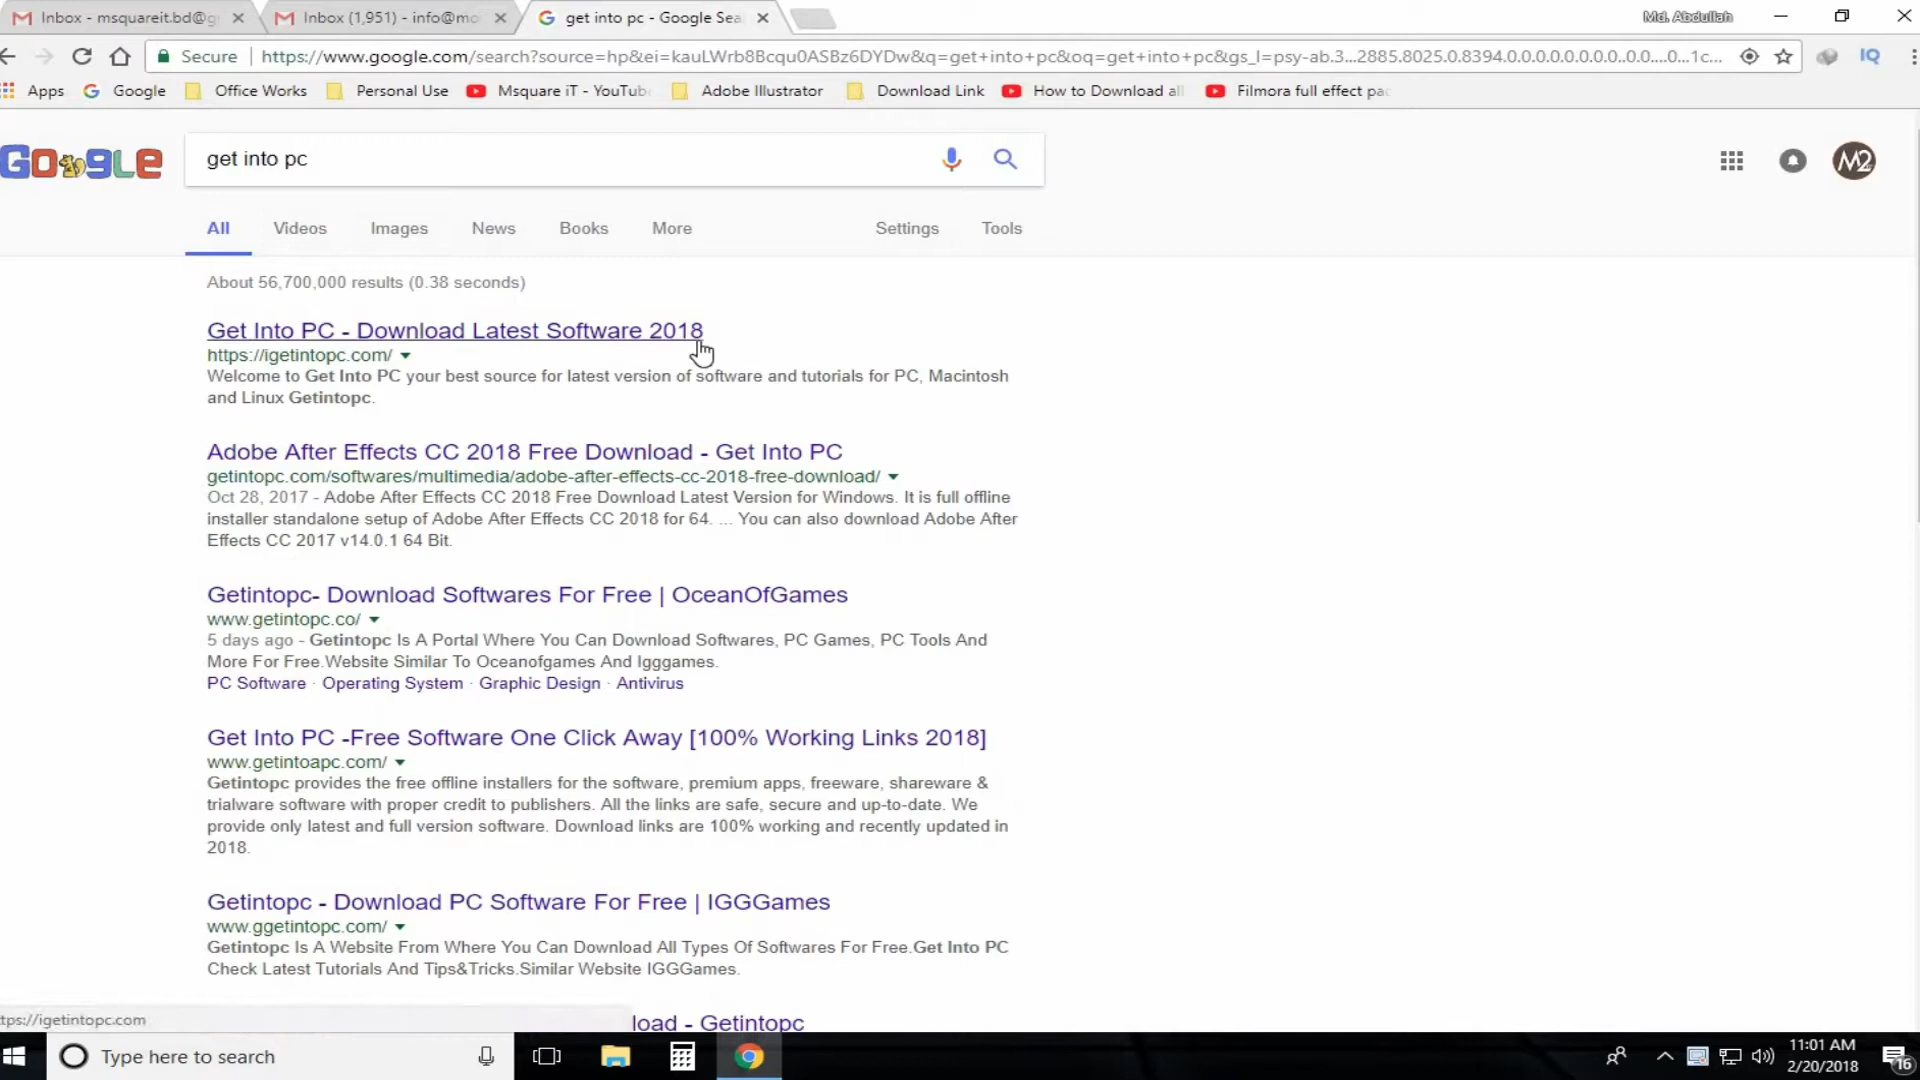 Inbox - msquareit.bd@g
Inbox (1,951) - info@mo
get into pc - Google Sea
Md. Abdullah
Secure
https://www.google.com/search?source=hp&ei=kauLWrb8Bcqu0ASBz6DYDw&q=get+into+pc&oq=get+into+pc&gs_l=psy-ab.3...2885.8025.0.8394.0.0.0.0.0.0.0.0..0.0....0...1c...
IQ
Apps
Google
Office Works
Personal Use
Msquare iT - YouTub
Adobe Illustrator
Download Link
How to Download al
Filmora full effect pa
Google
get into pc
M2
All
Videos
Images
News
Books
More
Settings
Tools
About 56,700,000 results (0.38 seconds)
Get Into PC - Download Latest Software 2018
https://igetintopc.com/
Welcome to Get Into PC your best source for latest version of software and tutorials for PC, Macintosh
and Linux Getintopc.
Adobe After Effects CC 2018 Free Download - Get Into PC
getintopc.com/softwares/multimedia/adobe-after-effects-cc-2018-free-download/
Oct 28, 2017 - Adobe After Effects CC 2018 Free Download Latest Version for Windows. It is full offline
installer standalone setup of Adobe After Effects CC 2018 for 64. ... You can also download Adobe After
Effects CC 2017 v14.0.1 64 Bit.
Getintopc- Download Softwares For Free | OceanOfGames
www.getintopc.co/
5 days ago - Getintopc Is A Portal Where You Can Download Softwares, PC Games, PC Tools And
More For Free.Website Similar To Oceanofgames And Igggames.
PC Software · Operating System · Graphic Design · Antivirus
Get Into PC -Free Software One Click Away [100% Working Links 2018]
www.getintoapc.com/
Getintopc provides the free offline installers for the software, premium apps, freeware, shareware &
trialware software with proper credit to publishers. All the links are safe, secure and up-to-date. We
provide only latest and full version software. Download links are 100% working and recently updated in
2018.
Getintopc - Download PC Software For Free | IGGGames
www.ggetintopc.com/
Getintopc Is A Website From Where You Can Download All Types Of Softwares For Free.Get Into PC
Check Latest Tutorials And Tips&Tricks.Similar Website IGGGames.
load - Getintopc
tps://igetintopc.com
Type here to search
11:01 AM
2/20/2018
16